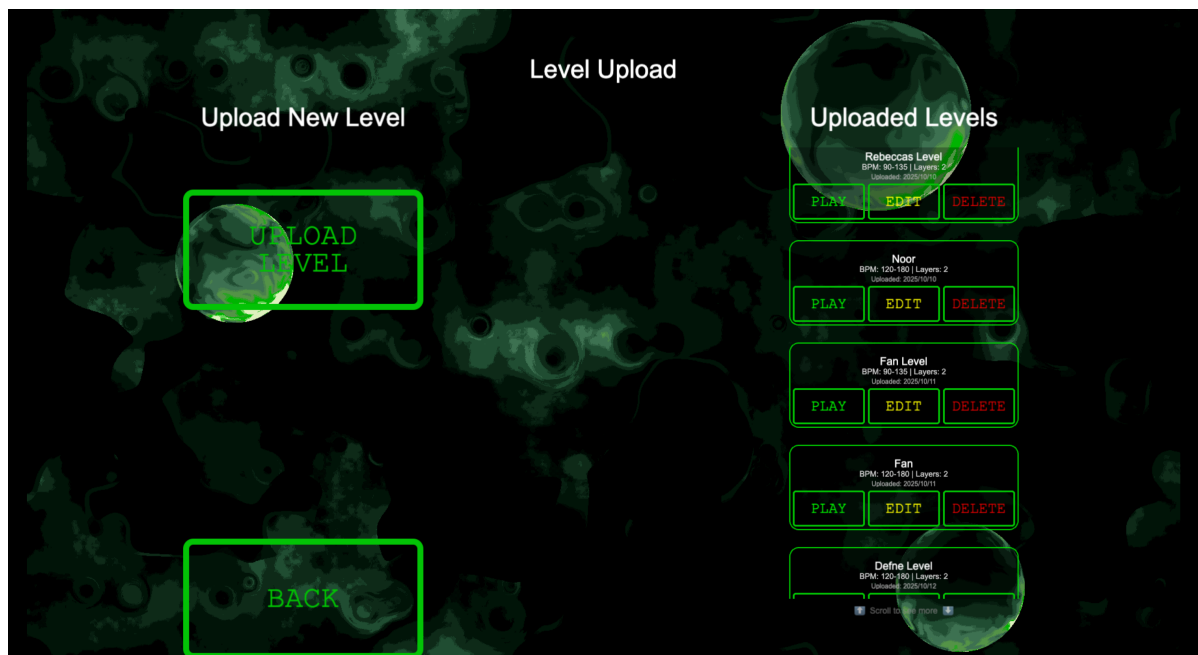 Level Upload
Upload New Level
UPLOAD
LEVEL
BACK
Uploaded Levels
Rebeccas Level
BPM: 90-135 | Layers: 2
Uploaded: 2025/10/10
PLAY EDIT DELETE
Noor
BPM: 120-180 | Layers: 2
Uploaded: 2025/10/10
PLAY EDIT DELETE
Fan Level
BPM: 90-135 | Layers: 2
Uploaded: 2025/10/11
PLAY EDIT DELETE
Fan
BPM: 120-180 | Layers: 2
Uploaded: 2025/10/11
PLAY EDIT DELETE
Defne Level
BPM: 120-180 | Layers: 2
Uploaded: 2025/10/12
⬆️ Scroll to see more ⬇️